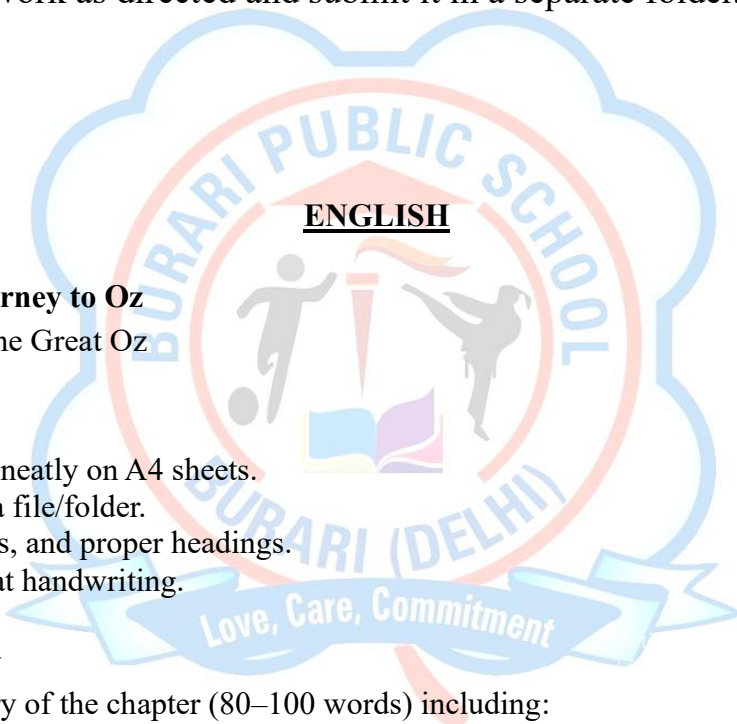 work as directed and submit it in a separate folder.
BURARI PUBLIC SCHOOL
ENGLISH
rney to Oz
he Great Oz
neatly on A4 sheets.
a file/folder.
s, and proper headings.
at handwriting.
BURARI (DELHI)
Love, Care, Commitment
ry of the chapter (80–100 words) including: